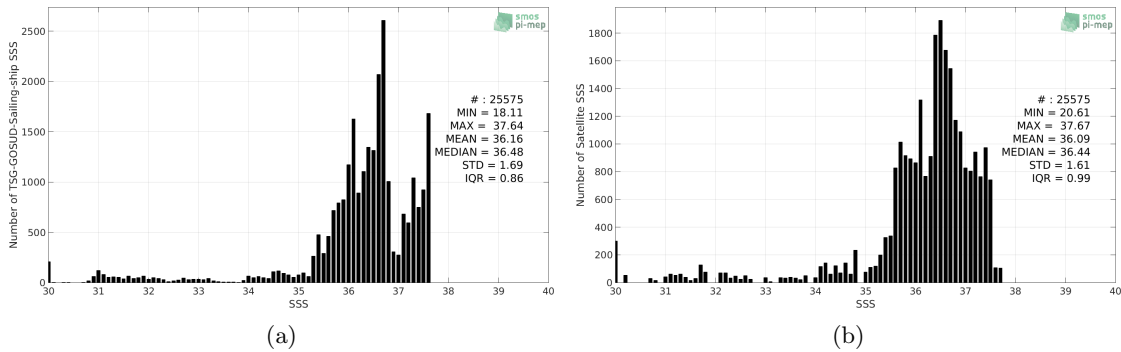 smos
pi-mep
Number of TSG-GOSUD-Sailing-ship SSS
2500
2000
1500
1000
500
0
# : 25575
MIN = 18.11
MAX = 37.64
MEAN = 36.16
MEDIAN = 36.48
STD = 1.69
IQR = 0.86
30 31 32 33 34 35 36 37 38 39 40
SSS
(a)
smos
pi-mep
Number of Satellite SSS
1800
1600
1400
1200
1000
800
600
400
200
0
# : 25575
MIN = 20.61
MAX = 37.67
MEAN = 36.09
MEDIAN = 36.44
STD = 1.61
IQR = 0.99
30 31 32 33 34 35 36 37 38 39 40
SSS
(b)